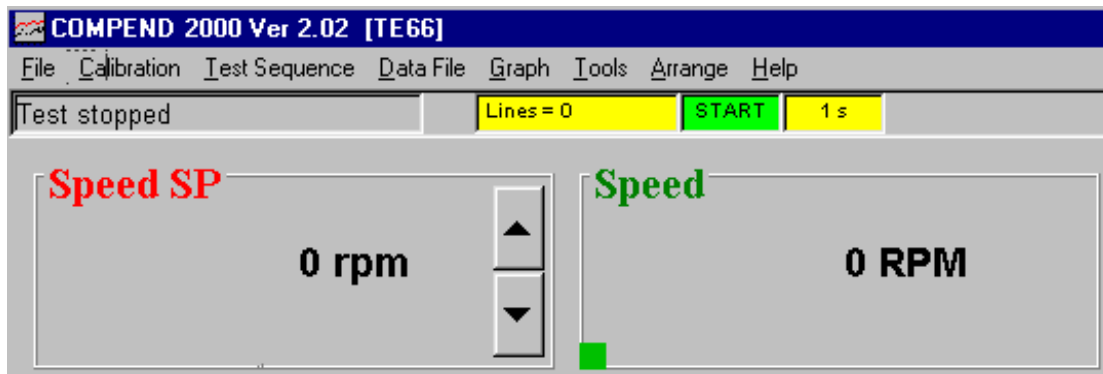 COMPEND 2000 Ver 2.02 [TE66]
File Calibration Test Sequence Data File Graph Tools Arrange Help
Test stopped Lines = 0 START 1 s
Speed SP Speed
0 rpm 0 RPM